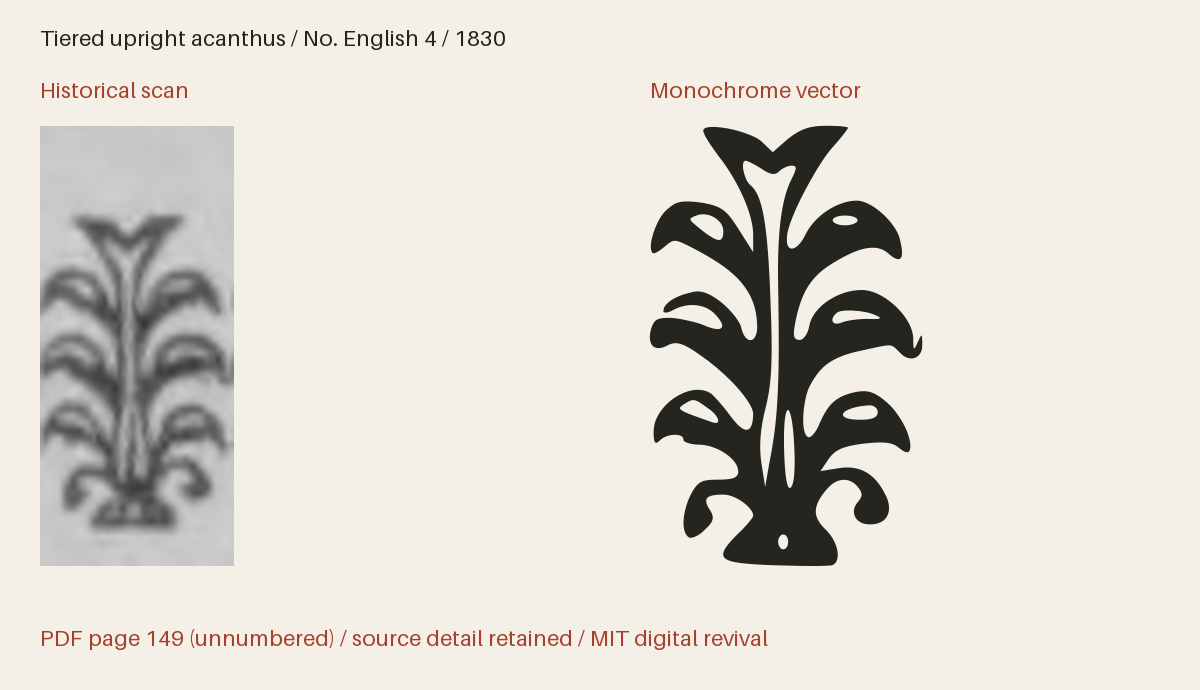 Tiered upright acanthus / No. English 4 / 1830
Historical scan
Monochrome vector
PDF page 149 (unnumbered) / source detail retained / MIT digital revival